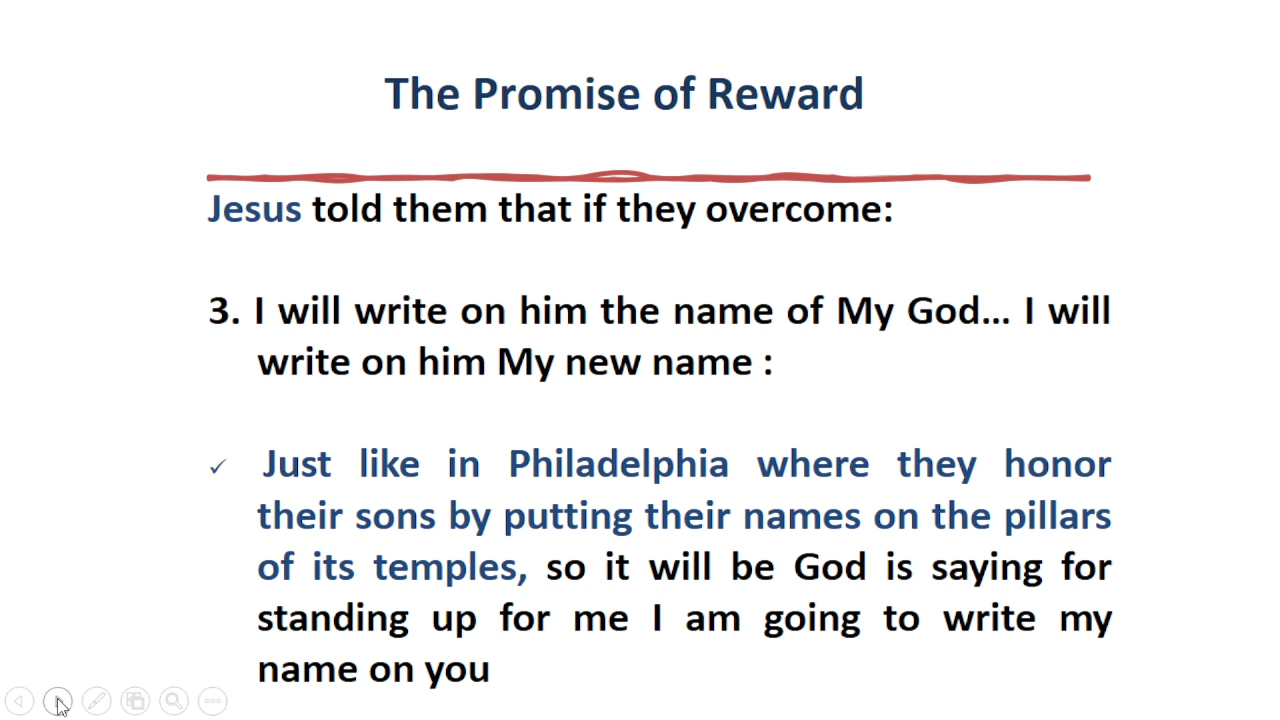 The Promise of Reward
Jesus told them that if they overcome:
3. I will write on him the name of My God... I will
write on him My new name :
✓ Just like in Philadelphia where they honor
their sons by putting their names on the pillars
of its temples, so it will be God is saying for
standing up for me I am going to write my
name on you